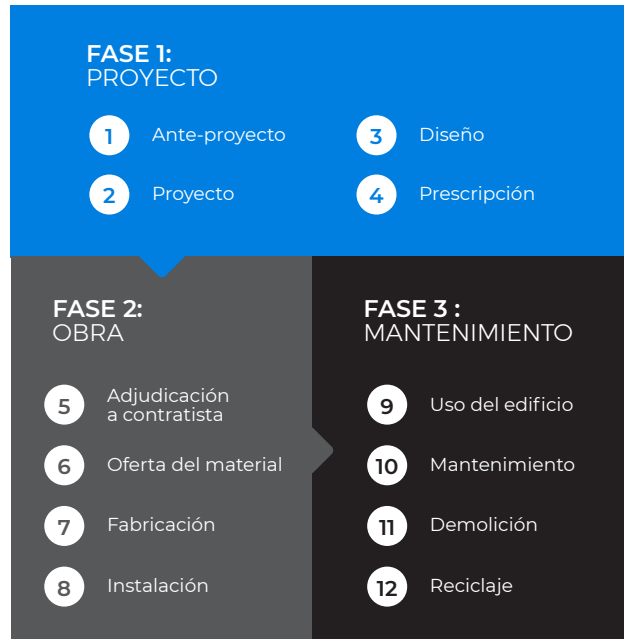 FASE 1:
PROYECTO
1 Ante-proyecto
2 Proyecto
3 Diseño
4 Prescripción
FASE 2:
OBRA
5 Adjudicación
a contratista
6 Oferta del material
7 Fabricación
8 Instalación
FASE 3 :
MANTENIMIENTO
9 Uso del edificio
10 Mantenimiento
11 Demolición
12 Reciclaje